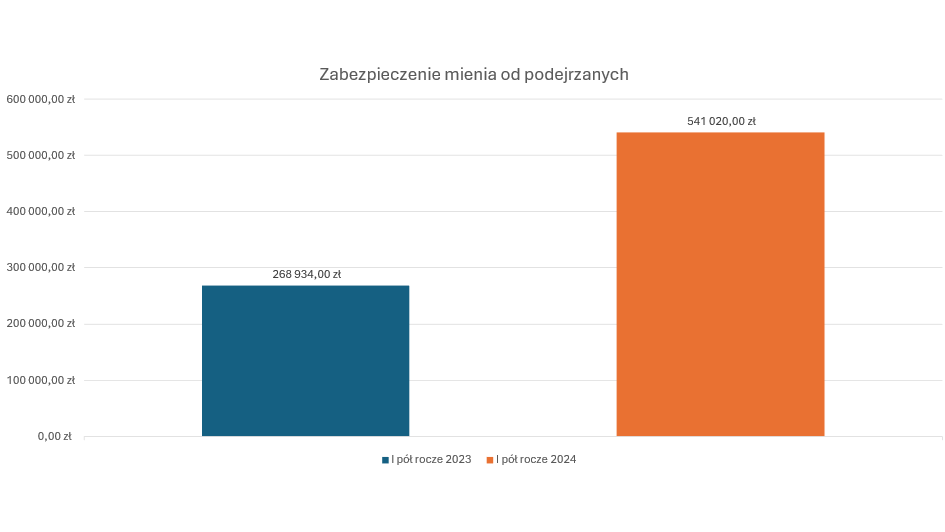 Zabezpieczenie mienia od podejrzanych
600 000,00 zł
541 020,00 zł
500 000,00 zł
400 000,00 zł
300 000,00 zł
268 934,00 zł
200 000,00 zł
100 000,00 zł
0,00 zł
I pół rocze 2023 I pół rocze 2024